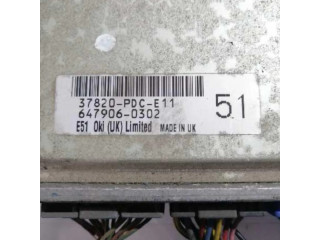 37820-PDC-E11
647906-0302
E51 Oki (UK) Limited MADE IN UK
51